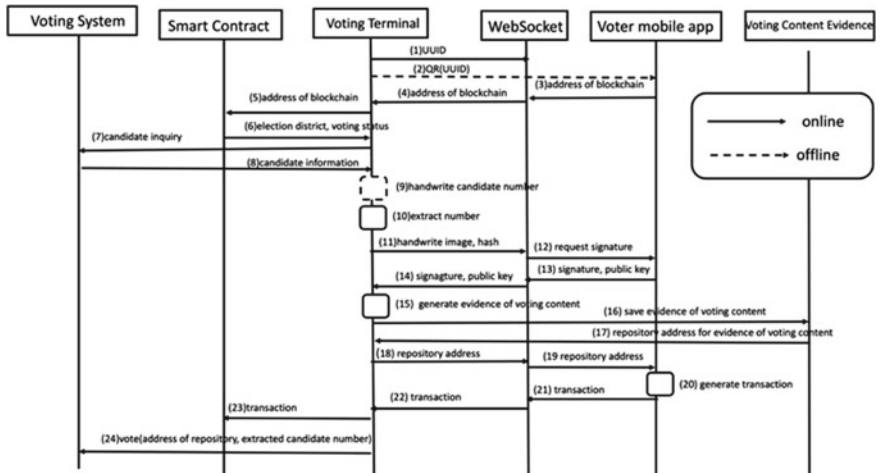 Voting System
Smart Contract
Voting Terminal
WebSocket
Voter mobile app
Voting Content Evidence
(1)UUID
(2)QR(UUID)
(3)address of blockchain
(4)address of blockchain
(5)address of blockchain
(6)election district, voting status
(7)candidate inquiry
(8)candidate information
online
offline
(9)handwrite candidate number
(10)extract number
(11)handwrite image, hash
(12) request signature
(13) signature, public key
(14) signagture, public key
(15) generate evidence of voting content
(16) save evidence of voting content
(17) repository address for evidence of voting content
(18) repository address
(19) repository address
(20) generate transaction
(21) transaction
(22) transaction
(23)transaction
(24)vote(address of repository, extracted candidate number)